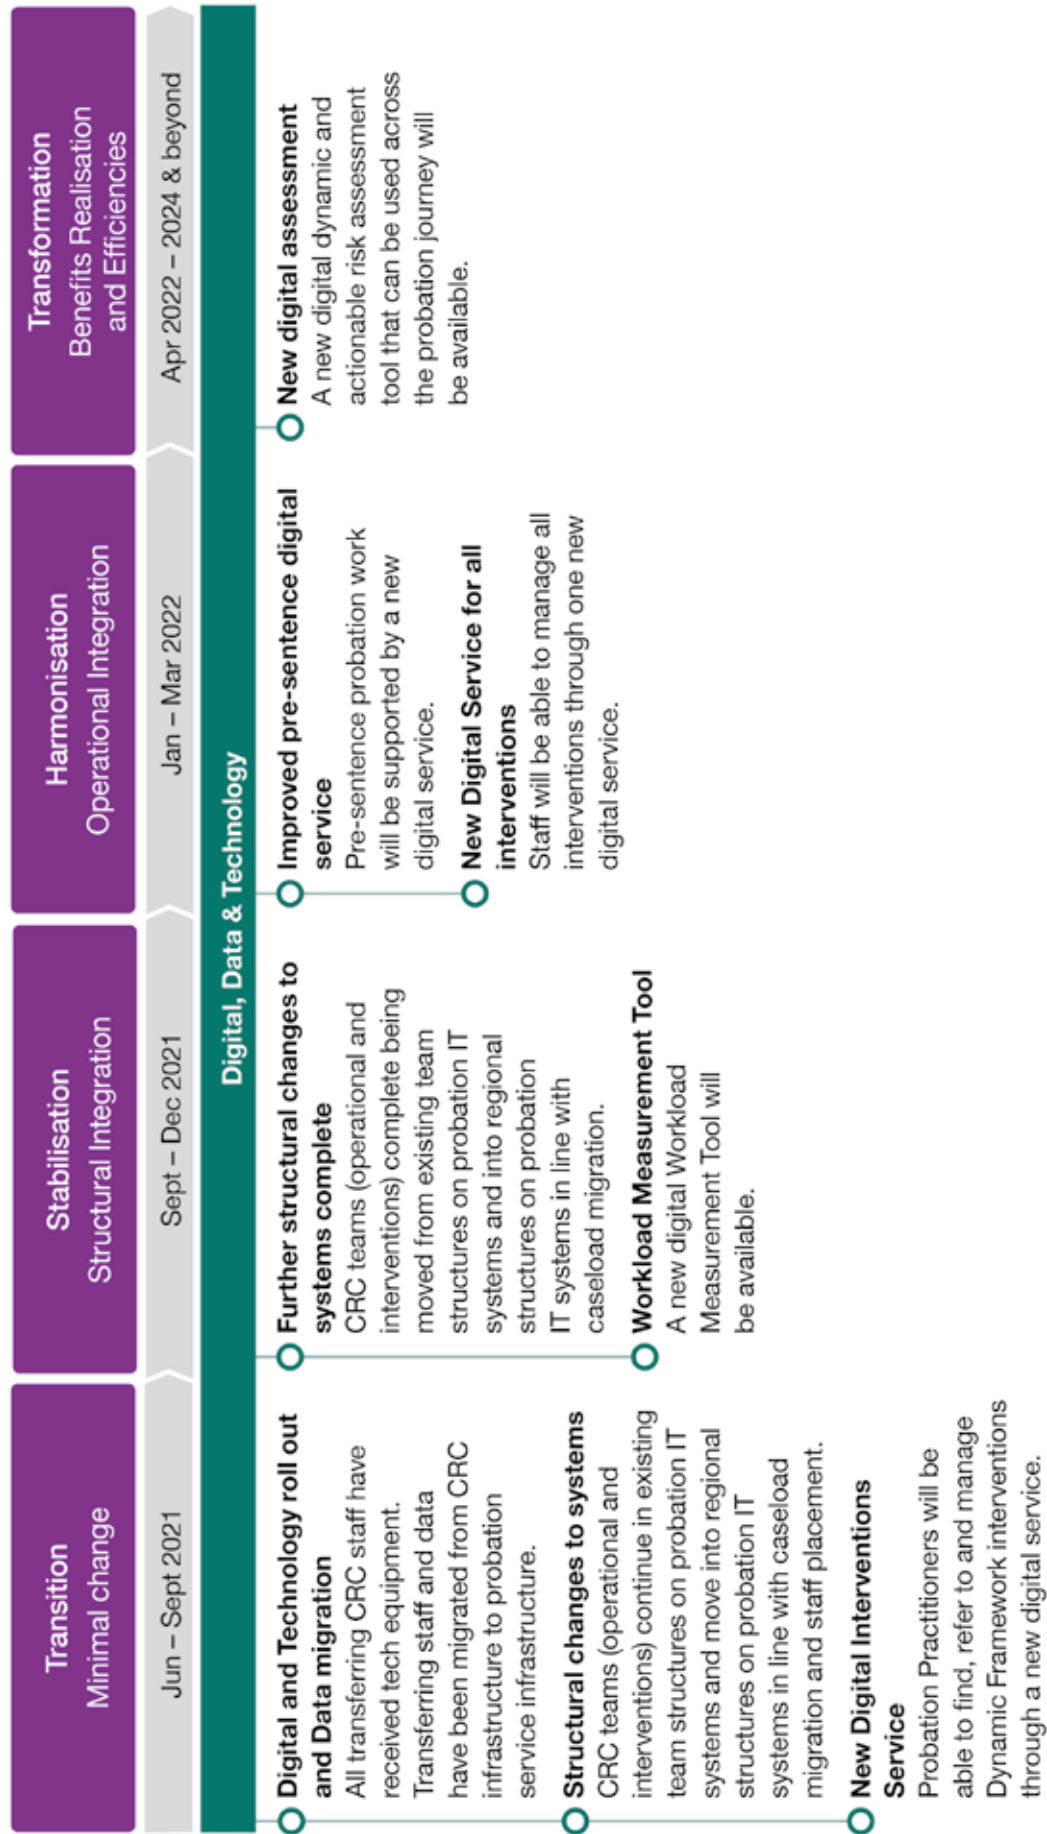 Transition
Minimal change
Stabilisation
Structural Integration
Harmonisation
Operational Integration
Transformation
Benefits Realisation
and Efficiencies
Jun – Sept 2021
Sept – Dec 2021
Jan – Mar 2022
Apr 2022 – 2024 & beyond
Digital, Data & Technology
Digital and Technology roll out
and Data migration
All transferring CRC staff have
received tech equipment.
Transferring staff and data
have been migrated from CRC
infrastructure to probation
service infrastructure.
Structural changes to systems
CRC teams (operational and
interventions) continue in existing
team structures on probation IT
systems and move into regional
structures on probation IT
systems in line with caseload
migration and staff placement.
New Digital Interventions
Service
Probation Practitioners will be
able to find, refer to and manage
Dynamic Framework interventions
through a new digital service.
Further structural changes to
systems complete
CRC teams (operational and
interventions) complete being
moved from existing team
structures on probation IT
systems and into regional
structures on probation
IT systems in line with
caseload migration.
Workload Measurement Tool
A new digital Workload
Measurement Tool will
be available.
Improved pre-sentence digital
service
Pre-sentence probation work
will be supported by a new
digital service.
New Digital Service for all
interventions
Staff will be able to manage all
interventions through one new
digital service.
New digital assessment
A new digital dynamic and
actionable risk assessment
tool that can be used across
the probation journey will
be available.